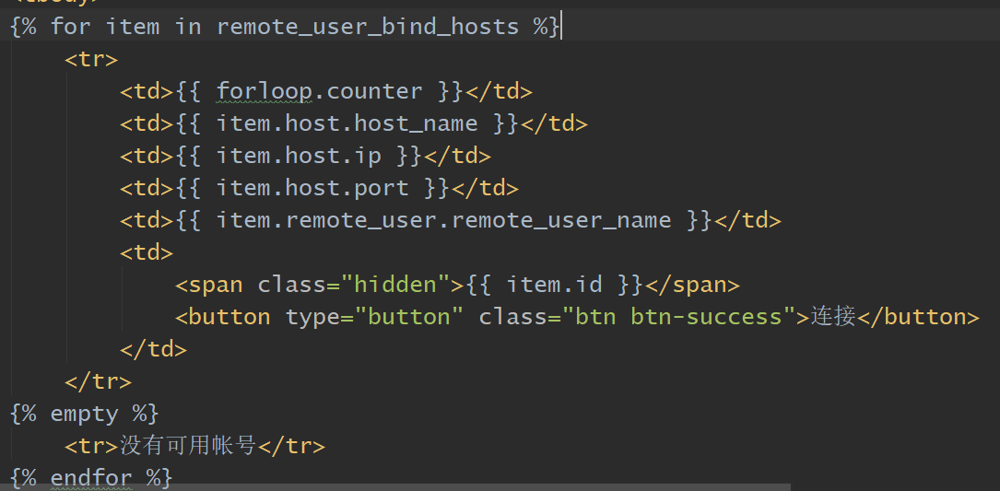 <tbody>
{% for item in remote_user_bind_hosts %}
<tr>
<td>{{ forloop.counter }}</td>
<td>{{ item.host.host_name }}</td>
<td>{{ item.host.ip }}</td>
<td>{{ item.host.port }}</td>
<td>{{ item.remote_user.remote_user_name }}</td>
<td>
<span class="hidden">{{ item.id }}</span>
<button type="button" class="btn btn-success">连接</button>
</td>
</tr>
{% empty %}
<tr>没有可用帐号</tr>
{% endfor %}